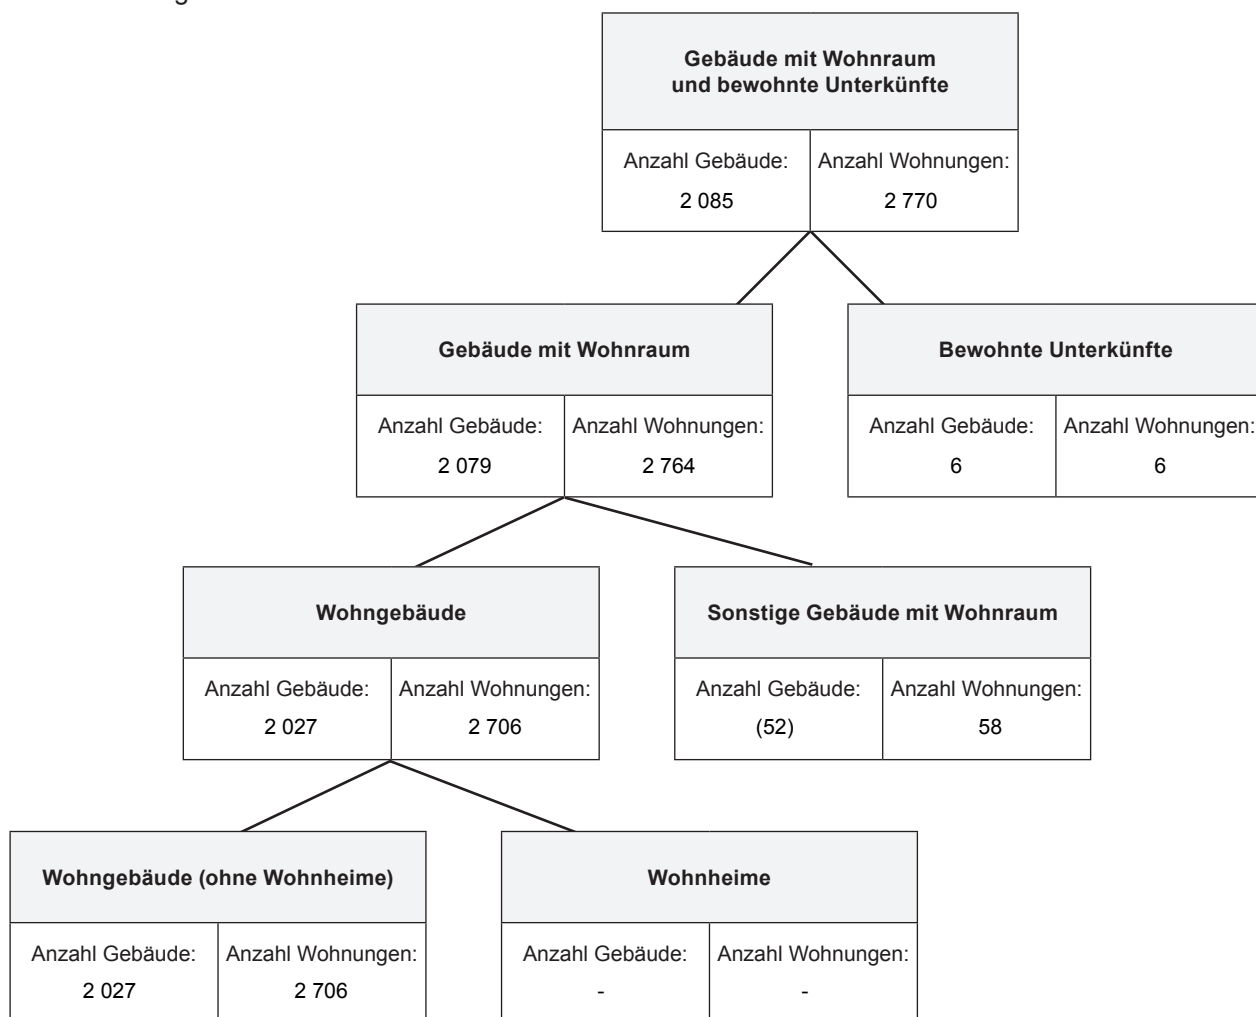 Gebäude mit Wohnraum
und bewohnte Unterkünfte
Anzahl Gebäude: Anzahl Wohnungen:
2 085 2 770
Gebäude mit Wohnraum Bewohnte Unterkünfte
Anzahl Gebäude: Anzahl Wohnungen: Anzahl Gebäude: Anzahl Wohnungen:
2 079 2 764 6 6
Wohngebäude Sonstige Gebäude mit Wohnraum
Anzahl Gebäude: Anzahl Wohnungen: Anzahl Gebäude: Anzahl Wohnungen:
2 027 2 706 (52) 58
Wohngebäude (ohne Wohnheime) Wohnheime
Anzahl Gebäude: Anzahl Wohnungen: Anzahl Gebäude: Anzahl Wohnungen:
2 027 2 706 - -